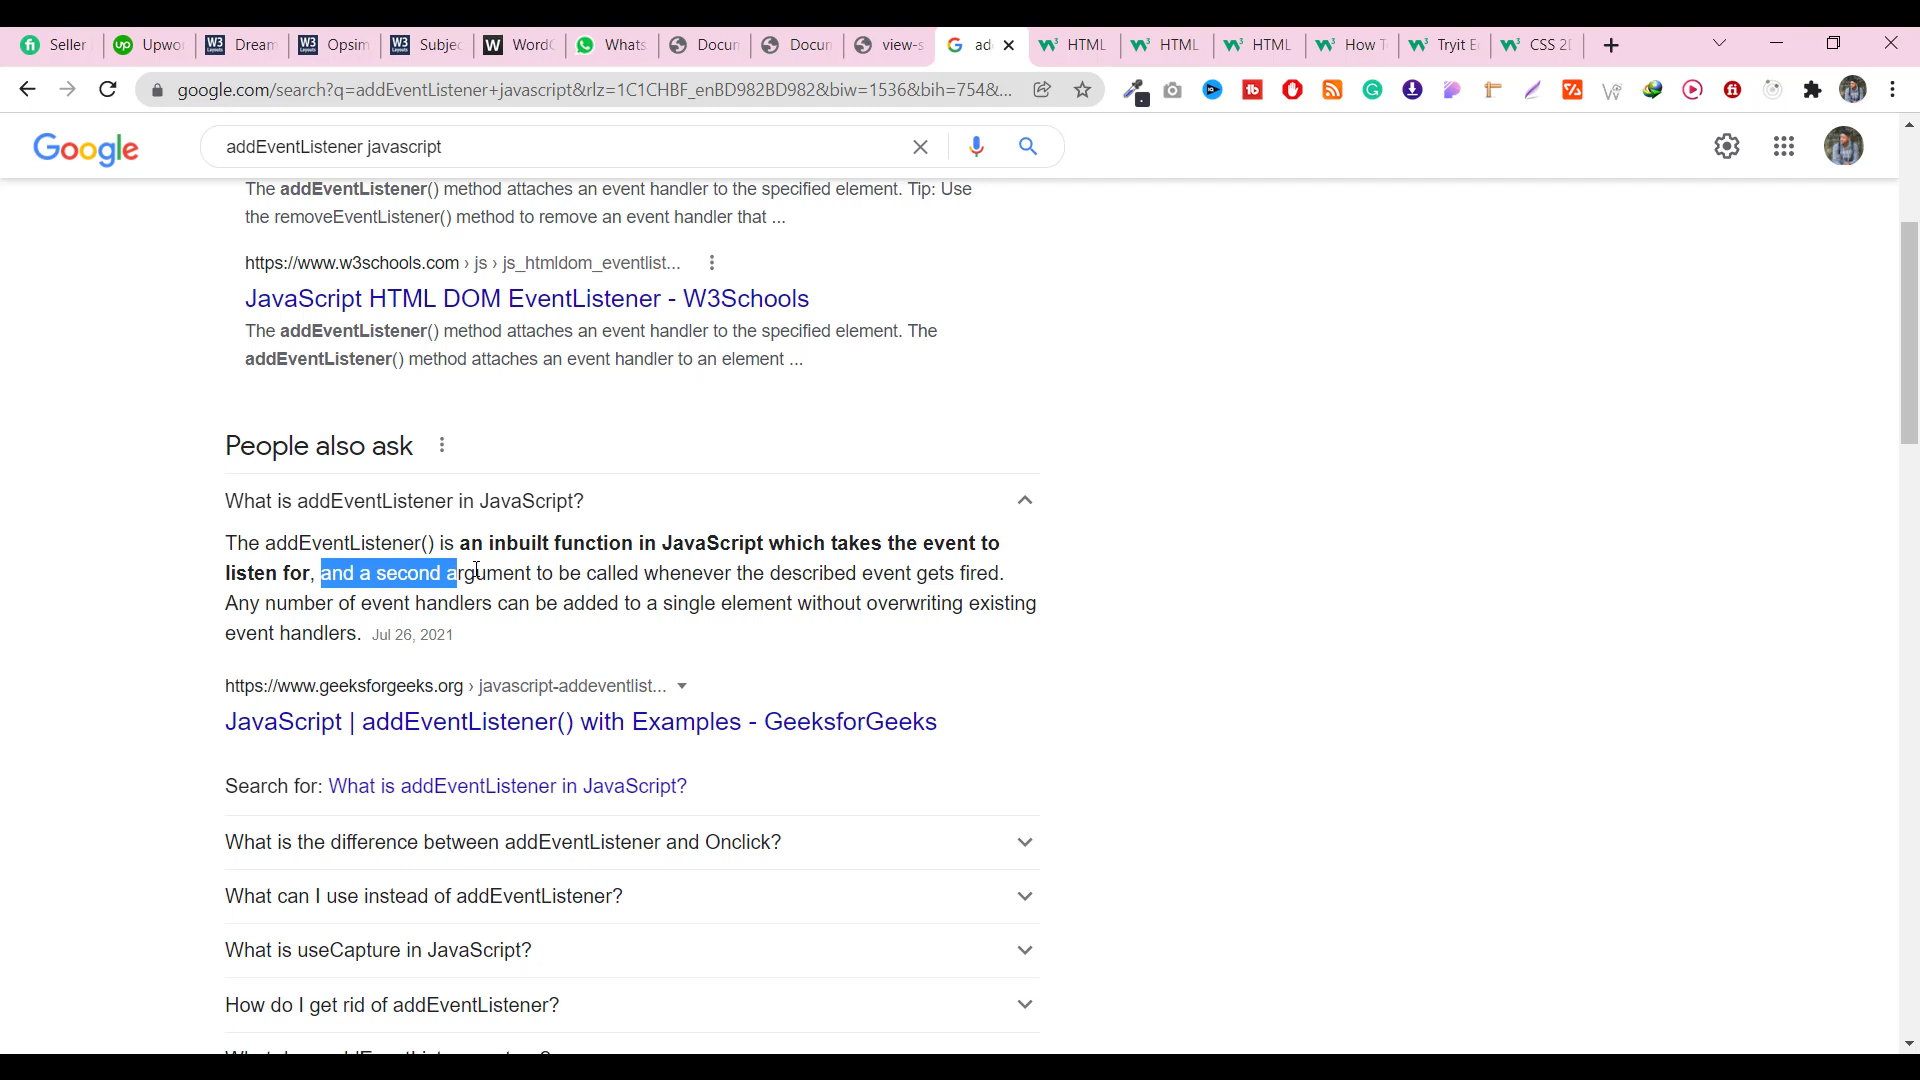 Seller
Upwo
Dream
Opsim
Subjec
WordC
Whats
Docun
Docun
view-s
ad
HTML
HTML
HTML
How T
Tryit E
CSS 2D
google.com/search?q=addEventListener+javascript&rlz=1C1CHBF_enBD982BD982&biw=1536&bih=754&...
Google
addEventListener javascript
The addEventListener() method attaches an event handler to the specified element. Tip: Use
the removeEventListener() method to remove an event handler that ...
https://www.w3schools.com › js › js_htmldom_eventlist...
JavaScript HTML DOM EventListener - W3Schools
The addEventListener() method attaches an event handler to the specified element. The
addEventListener() method attaches an event handler to an element ...
People also ask
What is addEventListener in JavaScript?
The addEventListener() is an inbuilt function in JavaScript which takes the event to
listen for, and a second argument to be called whenever the described event gets fired.
Any number of event handlers can be added to a single element without overwriting existing
event handlers. Jul 26, 2021
https://www.geeksforgeeks.org › javascript-addeventlist...
JavaScript | addEventListener() with Examples - GeeksforGeeks
Search for: What is addEventListener in JavaScript?
What is the difference between addEventListener and Onclick?
What can I use instead of addEventListener?
What is useCapture in JavaScript?
How do I get rid of addEventListener?